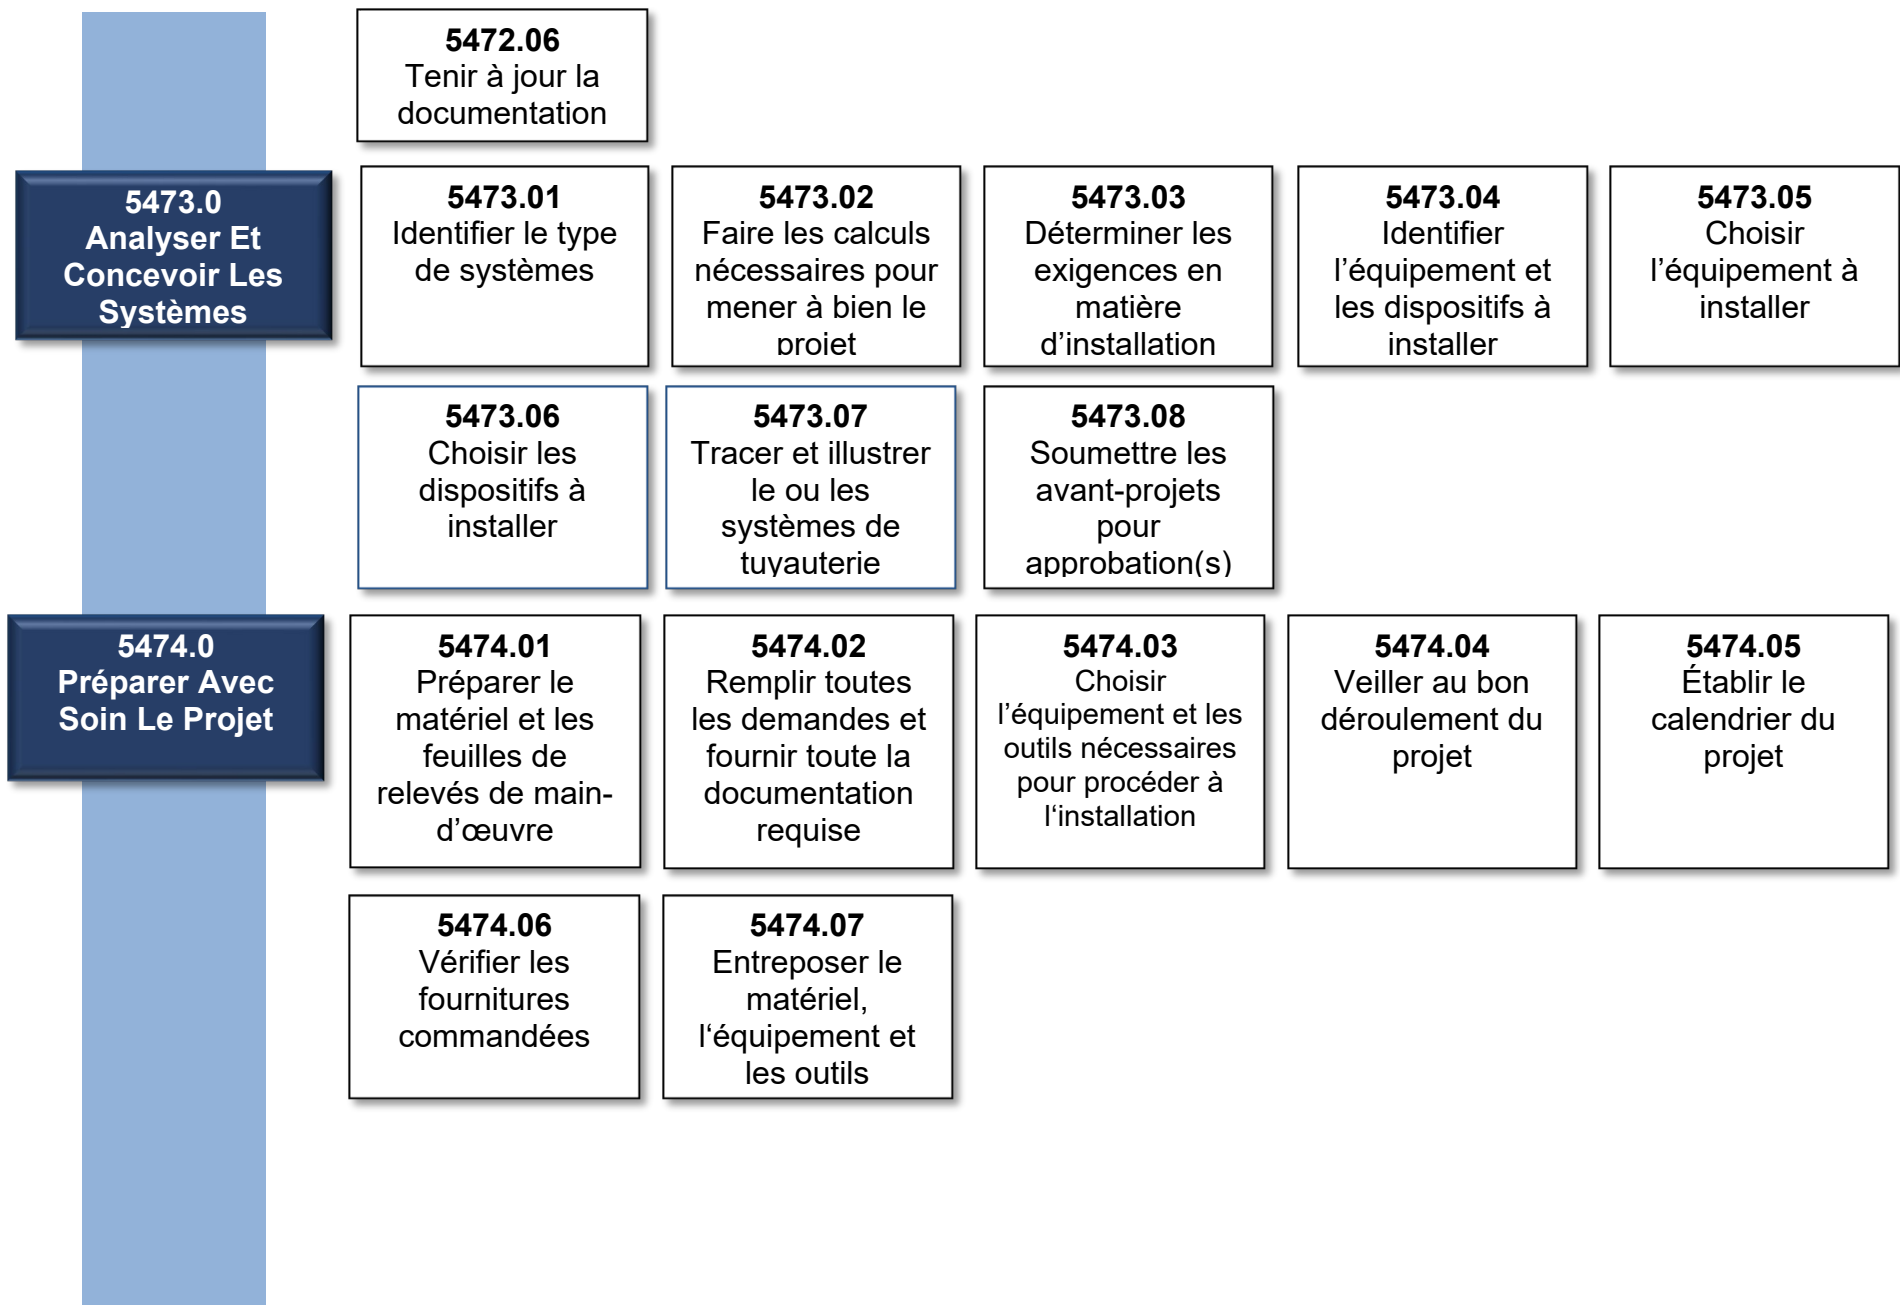 5472.06
Tenir à jour la
documentation
5473.0
Analyser Et
Concevoir Les
Systèmes
5473.01
Identifier le type
de systèmes
5473.02
Faire les calculs
nécessaires pour
mener à bien le
projet
5473.03
Déterminer les
exigences en
matière
d’installation
5473.04
Identifier
l’équipement et
les dispositifs à
installer
5473.05
Choisir
l’équipement à
installer
5473.06
Choisir les
dispositifs à
installer
5473.07
Tracer et illustrer
le ou les
systèmes de
tuyauterie
5473.08
Soumettre les
avant-projets
pour
approbation(s)
5474.0
Préparer Avec
Soin Le Projet
5474.01
Préparer le
matériel et les
feuilles de
relevés de main-
d’œuvre
5474.02
Remplir toutes
les demandes et
fournir toute la
documentation
requise
5474.03
Choisir
l’équipement et les
outils nécessaires
pour procéder à
l‘installation
5474.04
Veiller au bon
déroulement du
projet
5474.05
Établir le
calendrier du
projet
5474.06
Vérifier les
fournitures
commandées
5474.07
Entreposer le
matériel,
l‘équipement et
les outils